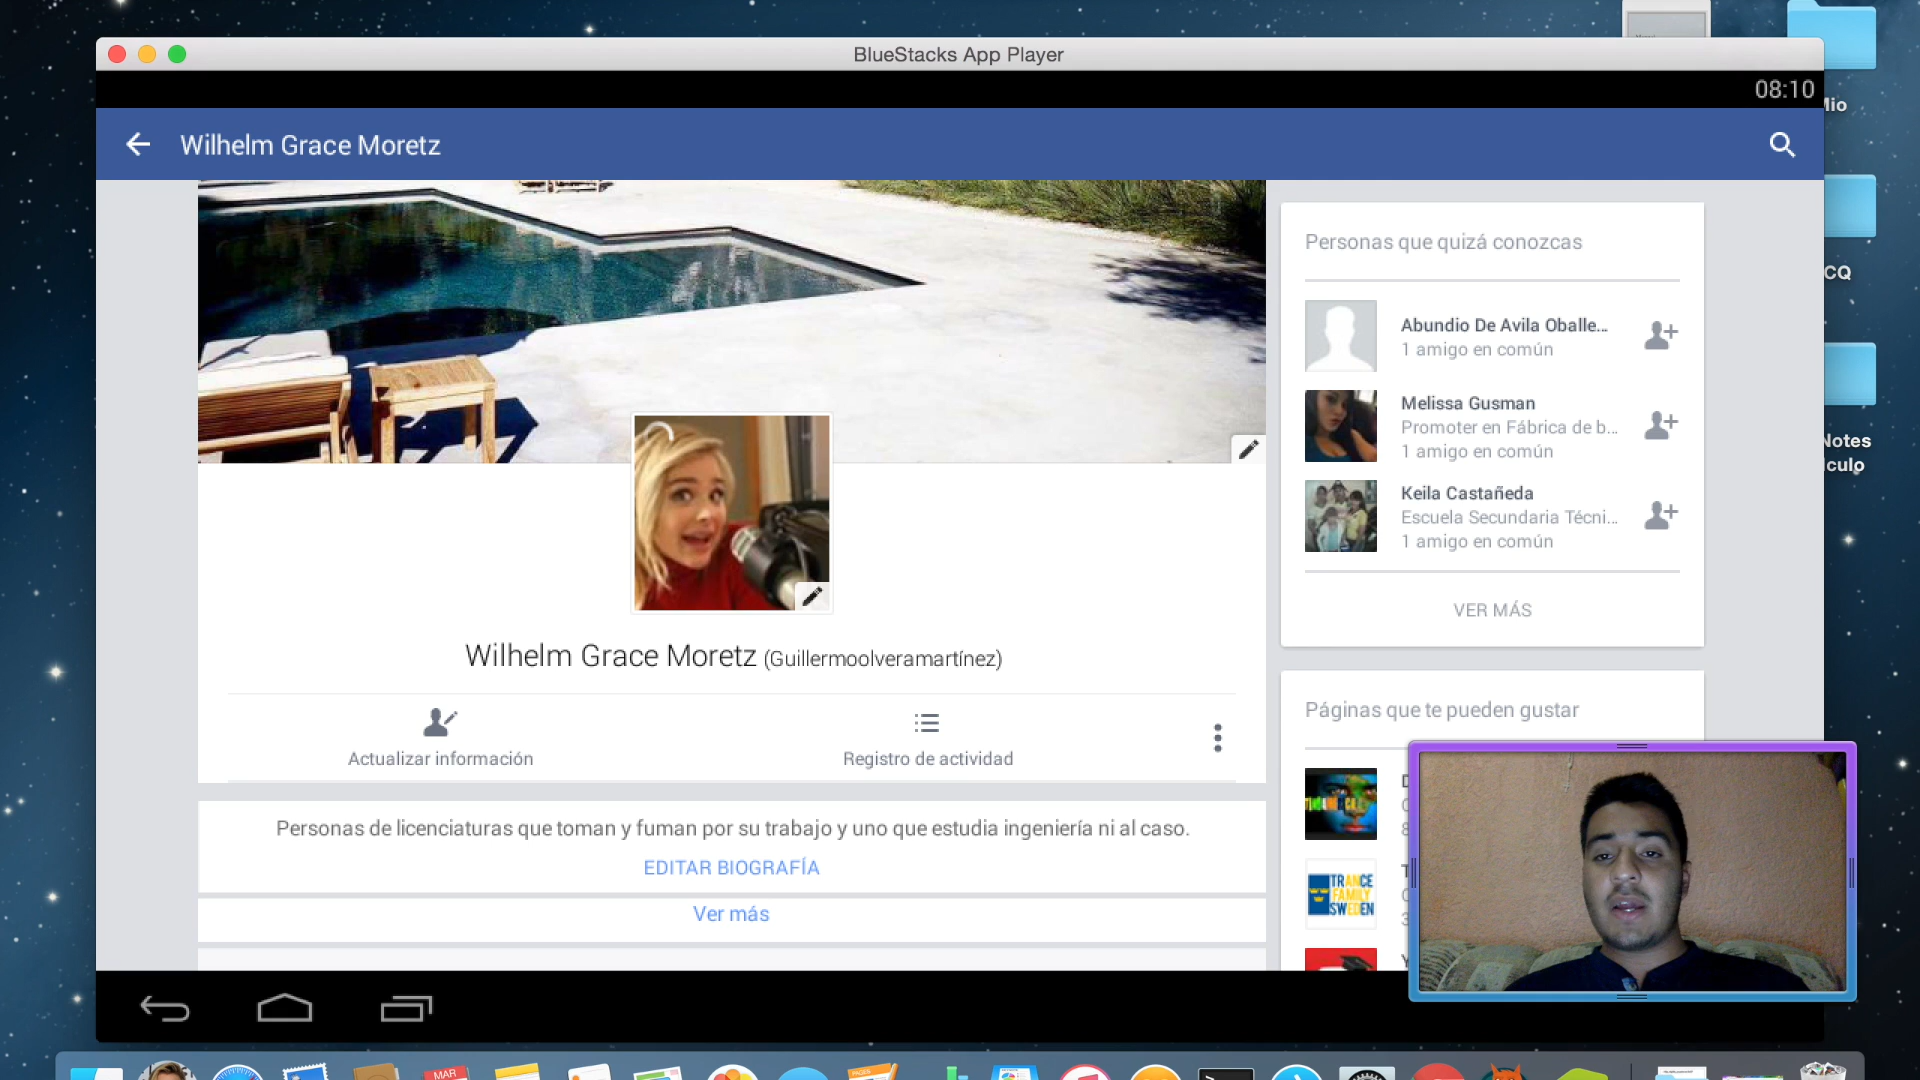 BlueStacks App Player
08:10
Mio
Wilhelm Grace Moretz
CQ
Notes
Personas que quizá conozcas
Abundio De Avila Oballe...
1 amigo en común
Melissa Gusman
Promoter en Fábrica de b...
1 amigo en común
Keila Castañeda
Escuela Secundaria Técni...
1 amigo en común
VER MÁS
Wilhelm Grace Moretz (Guillermoolveramartínez)
Actualizar información
Registro de actividad
Personas de licenciaturas que toman y fuman por su trabajo y uno que estudia ingeniería ni al caso.
EDITAR BIOGRAFÍA
Ver más
Páginas que te pueden gustar
TRANCE
FAMILY
SWEDEN
MAR